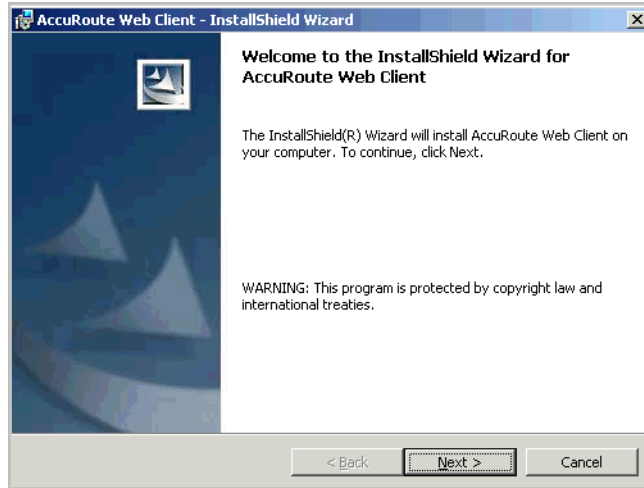 AccuRoute Web Client - InstallShield Wizard
Welcome to the InstallShield Wizard for
AccuRoute Web Client
The InstallShield(R) Wizard will install AccuRoute Web Client on
your computer. To continue, click Next.
WARNING: This program is protected by copyright law and
international treaties.
< Back
Next >
Cancel